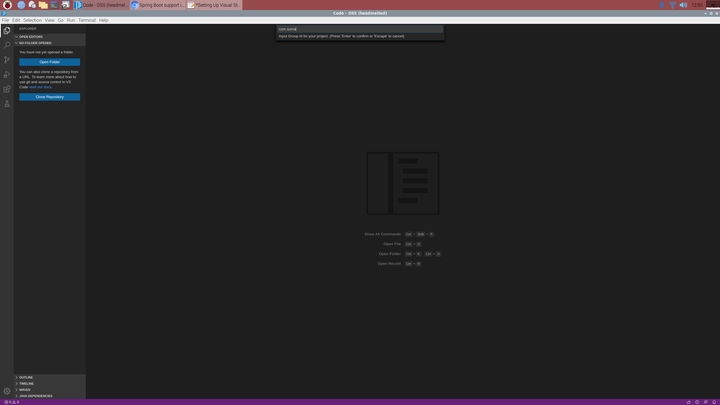 Code - OSS (headmel...
Spring Boot support i...
*Setting Up Visual St...
12:06
Code - OSS (headmelted)
File Edit Selection View Go Run Terminal Help
EXPLORER
OPEN EDITORS
NO FOLDER OPENED
You have not yet opened a folder.
Open Folder
You can also clone a repository from a URL. To learn more about how to use git and source control in VS Code read our docs.
Clone Repository
Input Group Id for your project. (Press 'Enter' to confirm or 'Escape' to cancel)
Show All Commands Ctrl + Shift + P
Open File Ctrl + O
Open Folder Ctrl + K Ctrl + O
Open Recent Ctrl + R
OUTLINE
TIMELINE
MAVEN
JAVA DEPENDENCIES